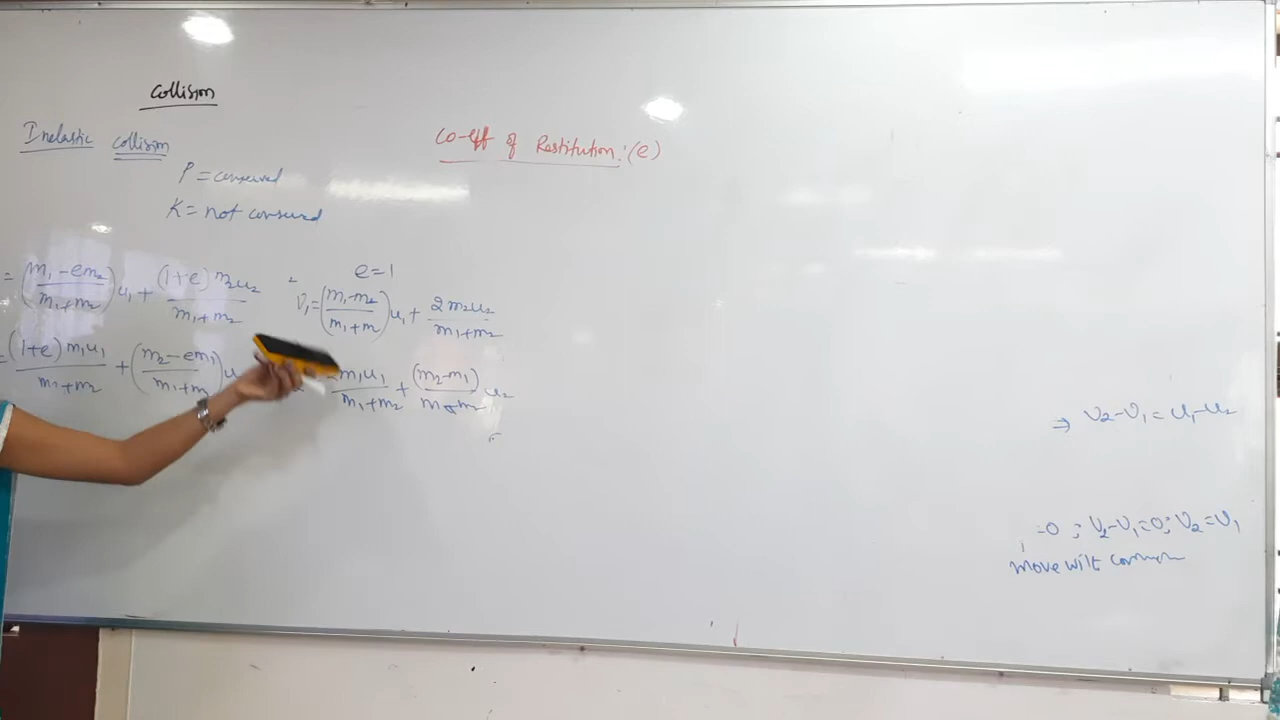 Collision
Inelastic collision
P = conserved
K = not conserved
Co-eff of Restitution: (e)
= (m₁ - em₂ / m₁ + m₂) u₁ + (1+e) m₂u₂ / m₁ + m₂
= (1+e) m₁u₁ / m₁ + m₂ + (m₂ - em₁ / m₁ + m₂) u
e = 1
V₁ = (m₁ - m₂ / m₁ + m) u₁ + 2 m₂u₂ / m₁ + m₂
m₁u₁ / m₁ + m₂ + (m₂ - m₁) / m₂ u₂
⇒ V₂ - V₁ = u₁ - u₂
= 0 ; V₂ - V₁ = 0 ; V₂ = V₁
move with common